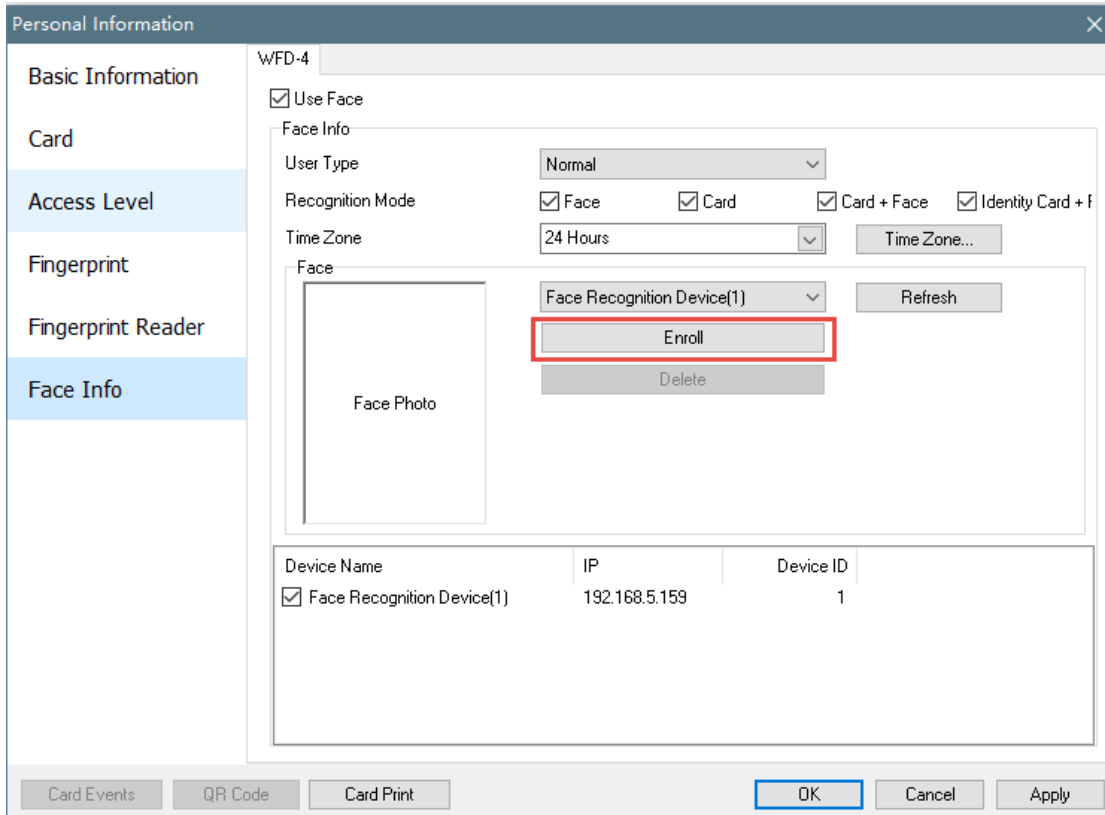 Personal Information
Basic Information
Card
Access Level
Fingerprint
Fingerprint Reader
Face Info
WFD-4
Use Face
Face Info
User Type Normal
Recognition Mode Face Card Card + Face Identity Card + F
Time Zone 24 Hours Time Zone...
Face
Face Recognition Device(1) Refresh
Enroll
Delete
Face Photo
Device Name IP Device ID
Face Recognition Device(1) 192.168.5.159 1
Card Events QR Code Card Print OK Cancel Apply